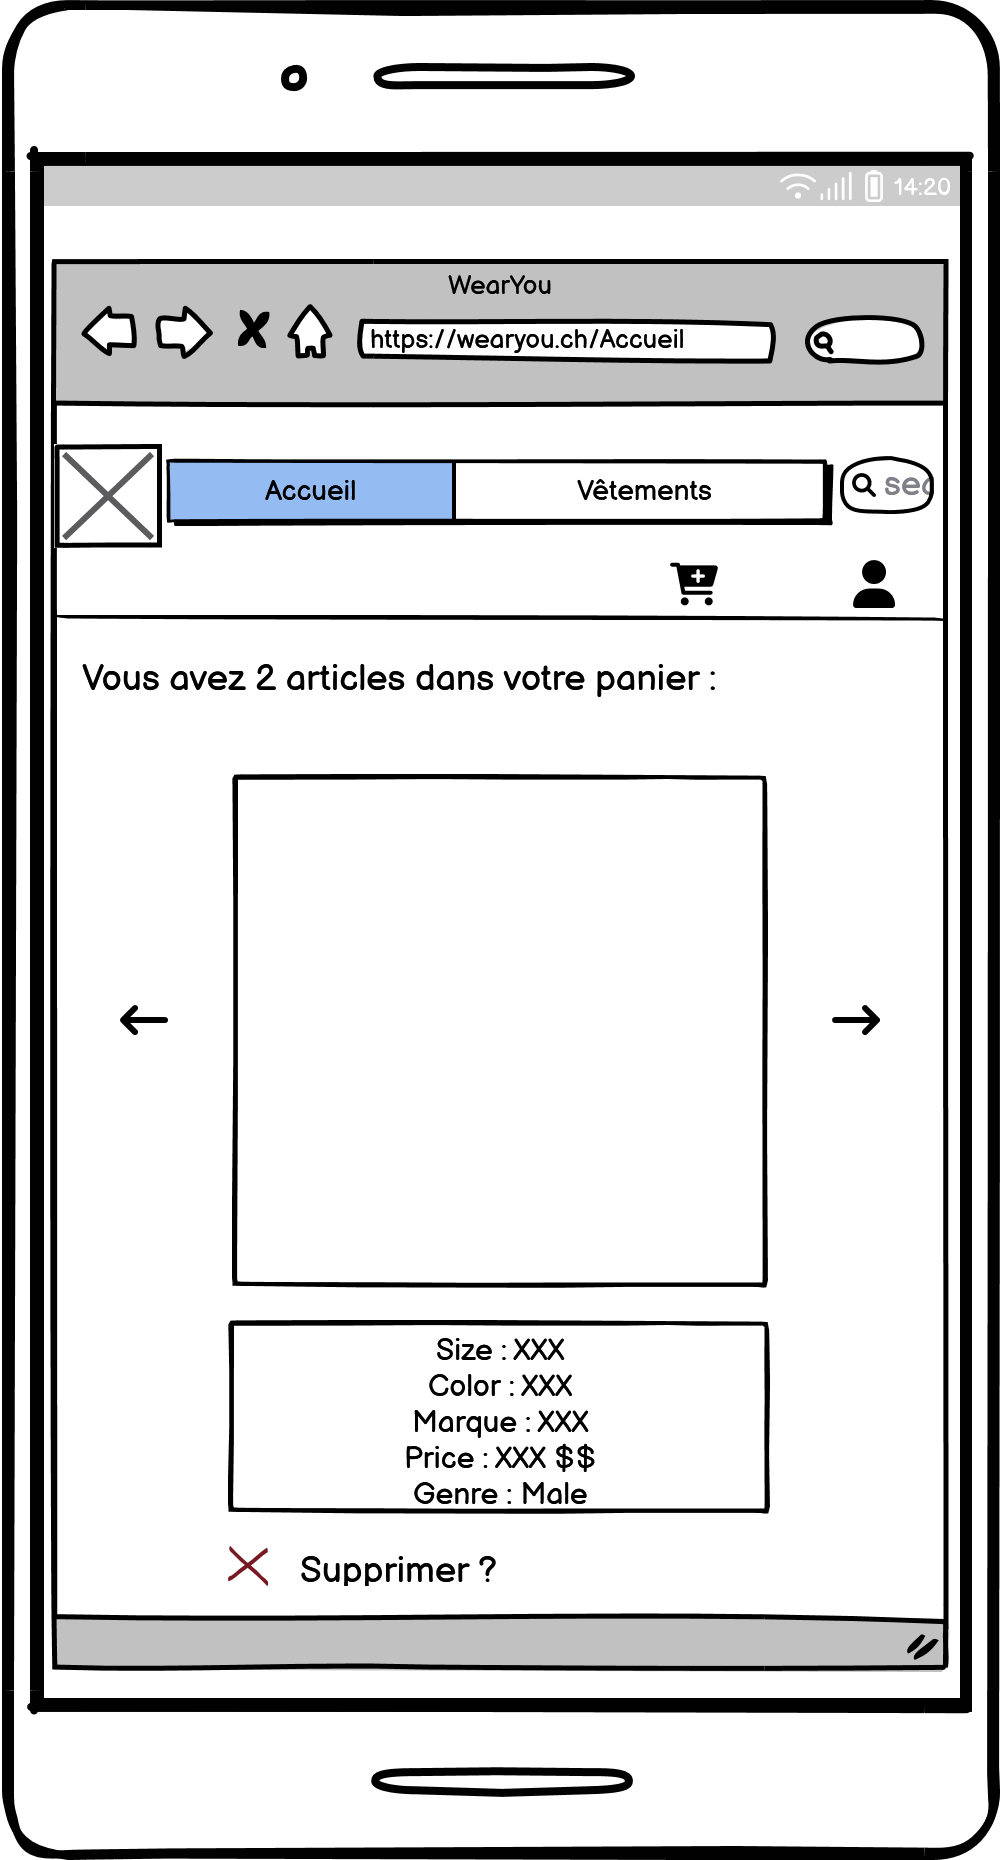 14:20
WearYou
https://wearyou.ch/Accueil
Accueil
Vêtements
Vous avez 2 articles dans votre panier :
Size : XXX
Color : XXX
Marque : XXX
Price : XXX $$
Genre : Male
Supprimer ?